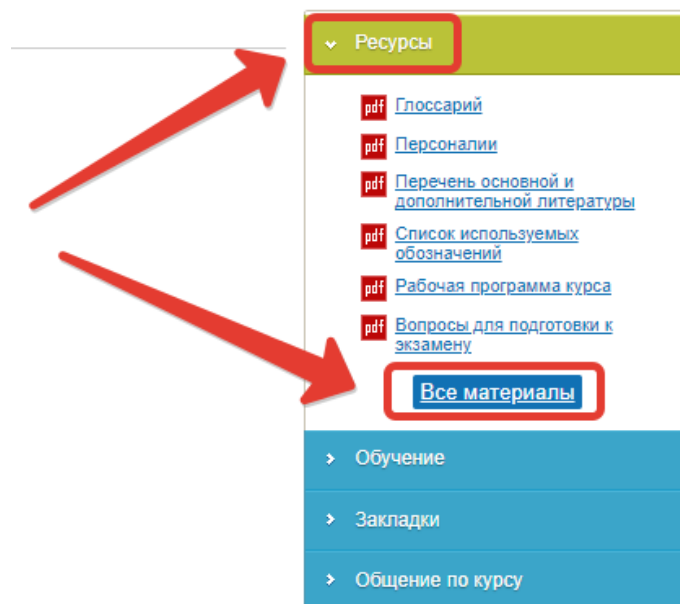 Ресурсы
pdf Глоссарий
pdf Персоналии
pdf Перечень основной и
дополнительной литературы
pdf Список используемых
обозначений
pdf Рабочая программа курса
pdf Вопросы для подготовки к
экзамену
Все материалы
Обучение
Закладки
Общение по курсу